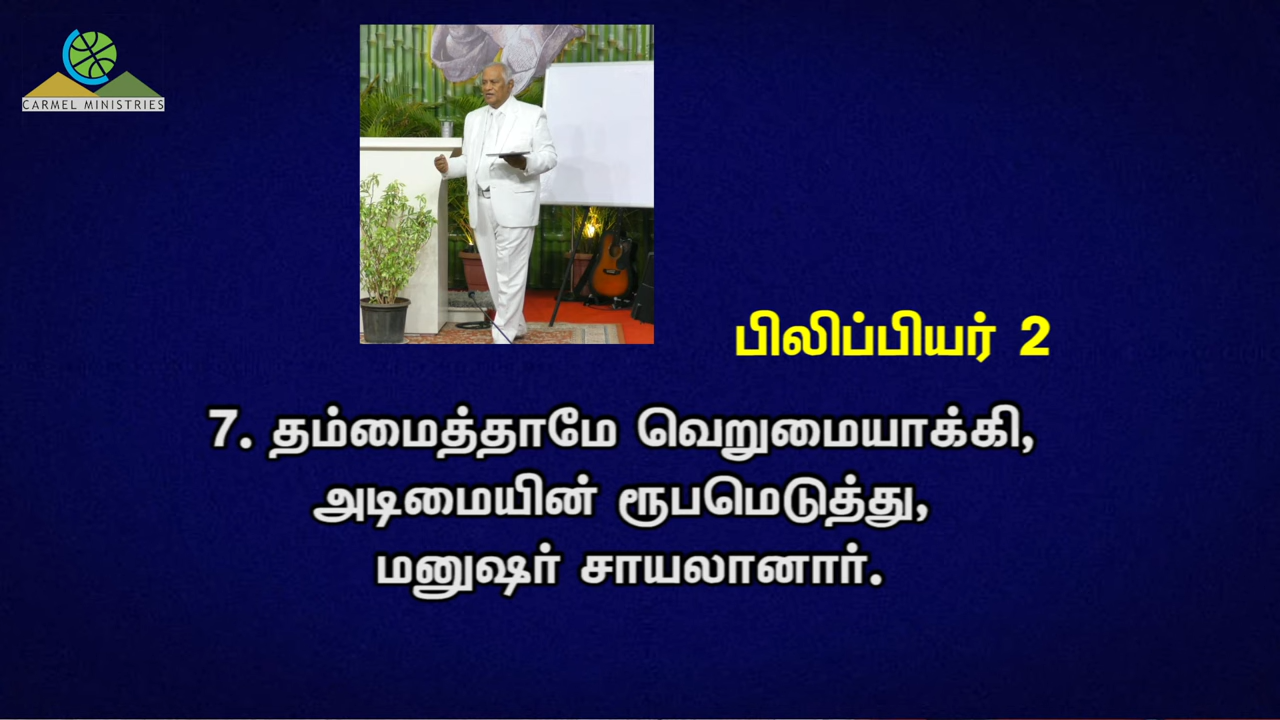 CARMEL MINISTRIES
பிலிப்பியர் 2
7. தம்மைத்தாமே வெறுமையாக்கி,
அடிமையின் ரூபமெடுத்து,
மனுஷர் சாயலானார்.